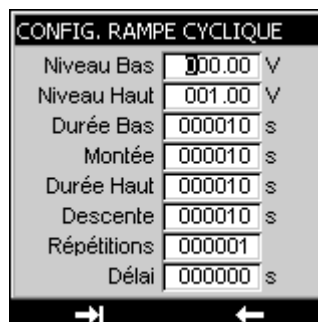 CONFIG. RAMPE CYCLIQUE
Niveau Bas 000.00 V
Niveau Haut 001.00 V
Durée Bas 000010 s
Montée 000010 s
Durée Haut 000010 s
Descente 000010 s
Répétitions 000001
Délai 000000 s